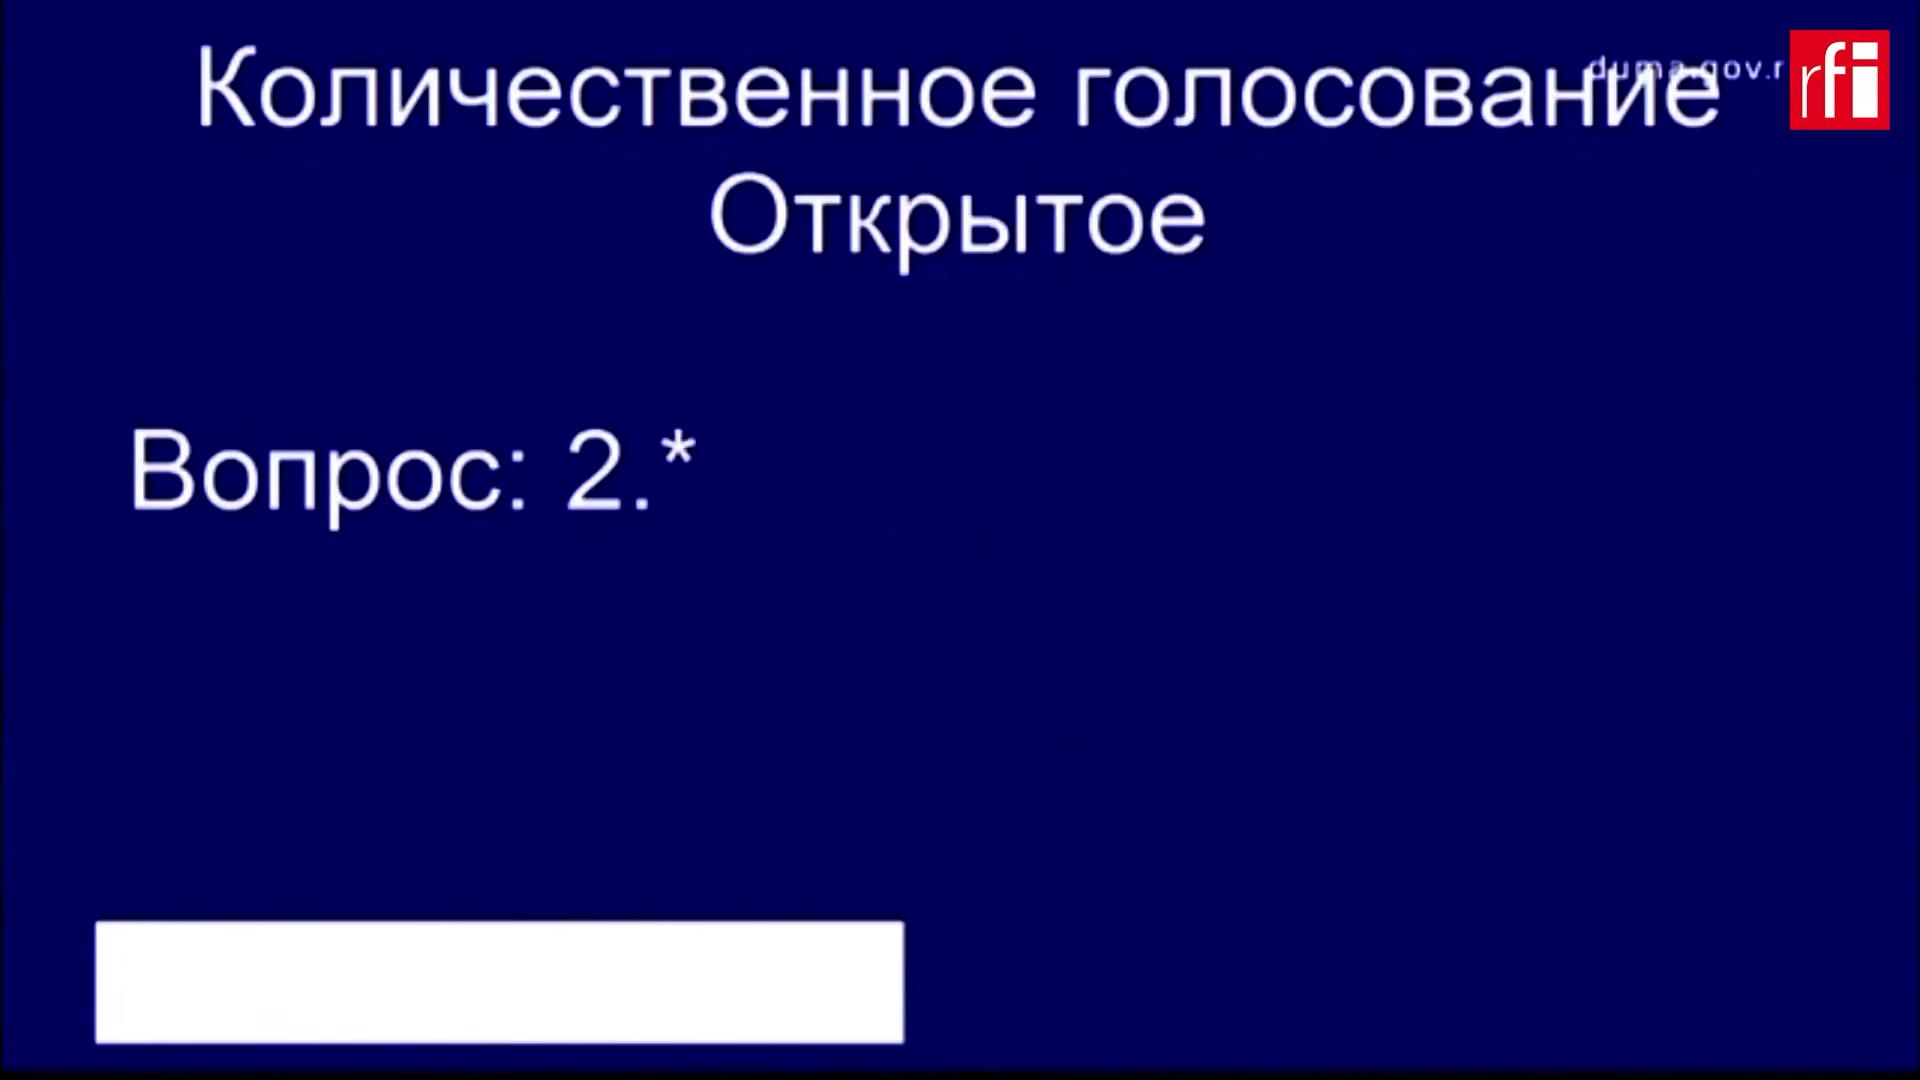 Количественное голосование
duma.gov.r
rfi
Открытое
Вопрос: 2.*